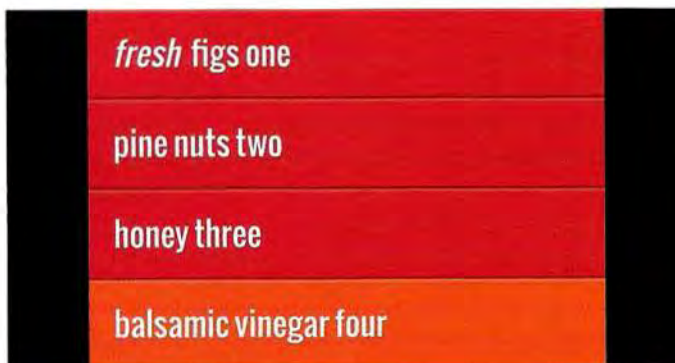 fresh figs one
pine nuts two
honey three
balsamic vinegar four